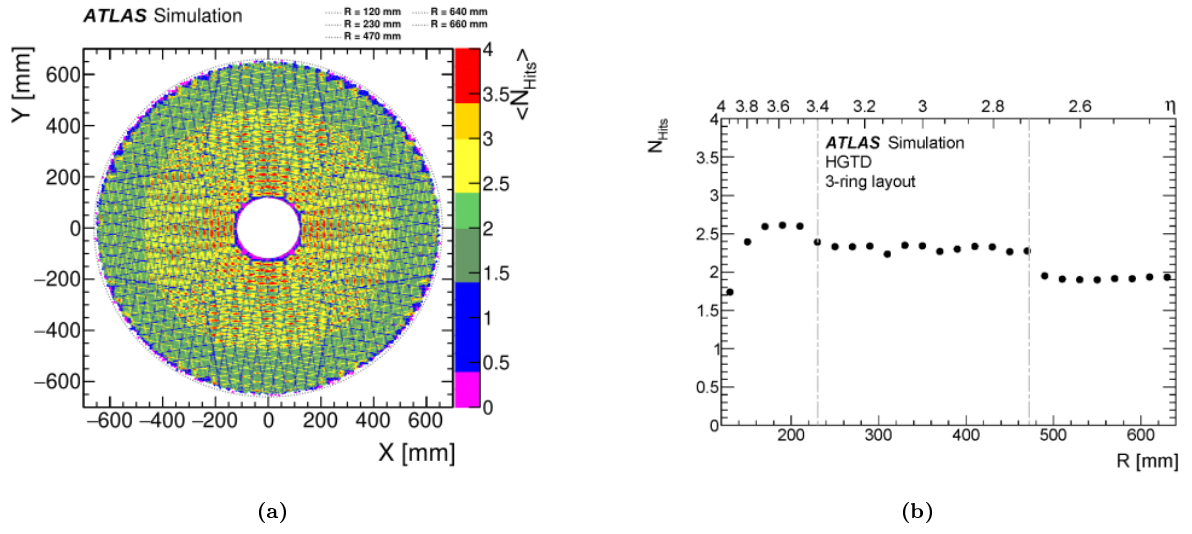 ATLAS Simulation
R = 120 mm
R = 640 mm
R = 230 mm
R = 660 mm
R = 470 mm
Y [mm]
600
400
200
0
−200
−400
−600
−600 −400 −200 0 200 400 600
X [mm]
4
3.5
3
2.5
2
1.5
1
0.5
0
<N_Hits>
(a)
4 3.8 3.6 3.4 3.2 3 2.8 2.6 η
N_Hits
4
3.5
3
2.5
2
1.5
1
0.5
0
ATLAS Simulation
HGTD
3-ring layout
200 300 400 500 600
R [mm]
(b)